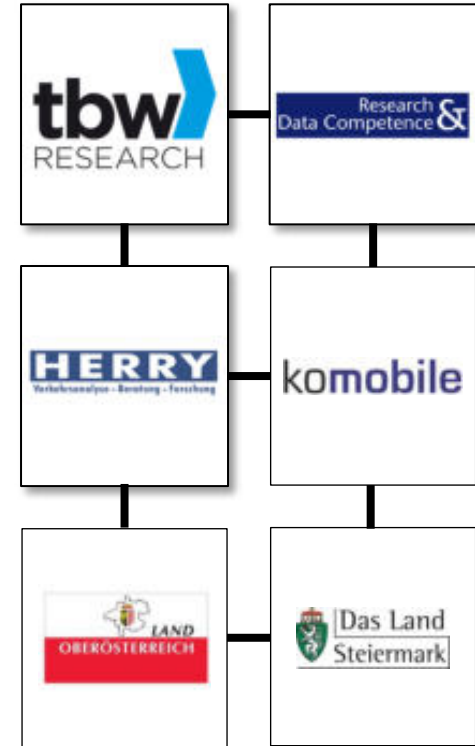 tbw
RESEARCH
Research &
Data Competence
HERRY
Verkehrsanalyse - Beratung - Forschung
komobile
LAND
OBERÖSTERREICH
Das Land
Steiermark